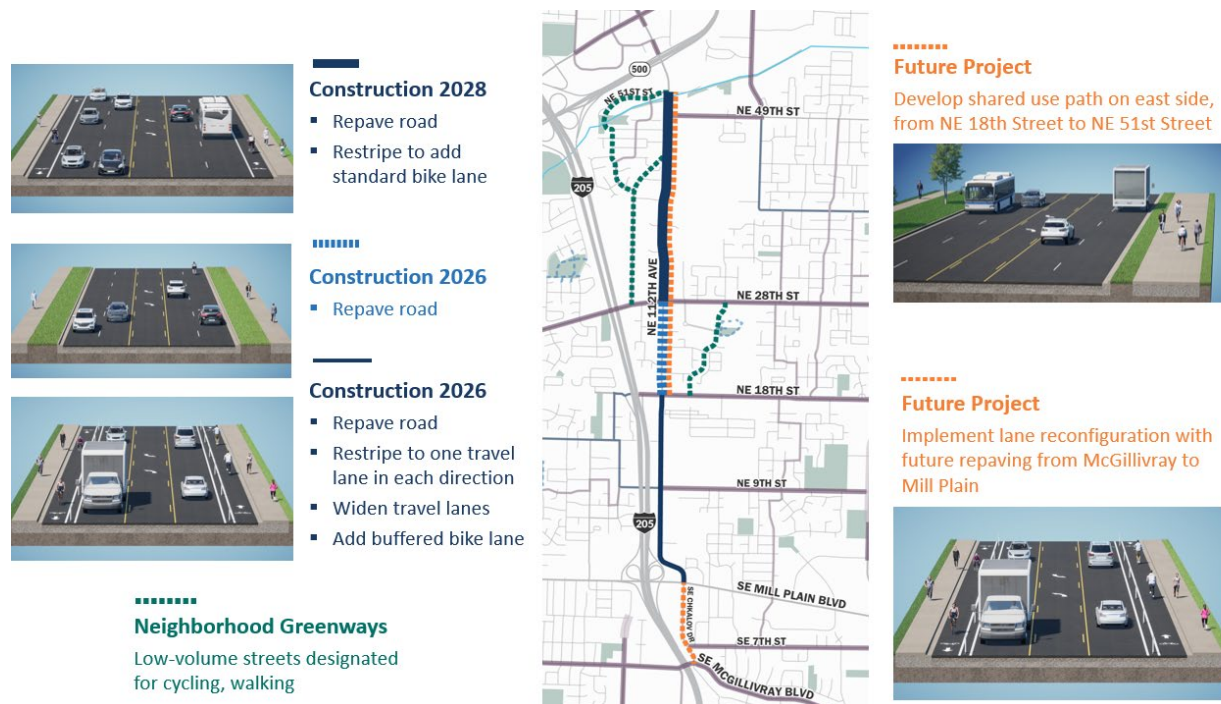 Construction 2028
▪ Repave road
▪ Restripe to add
standard bike lane
Construction 2026
▪ Repave road
Construction 2026
▪ Repave road
▪ Restripe to one travel
lane in each direction
▪ Widen travel lanes
▪ Add buffered bike lane
Neighborhood Greenways
Low-volume streets designated
for cycling, walking
500
NE 51ST ST
NE 49TH ST
205
NE 112TH AVE
NE 28TH ST
NE 18TH ST
NE 9TH ST
205
SE MILL PLAIN BLVD
SE CHKALOV DR
SE 7TH ST
SE MCGILLIVRAY BLVD
Future Project
Develop shared use path on east side,
from NE 18th Street to NE 51st Street
Future Project
Implement lane reconfiguration with
future repaving from McGillivray to
Mill Plain